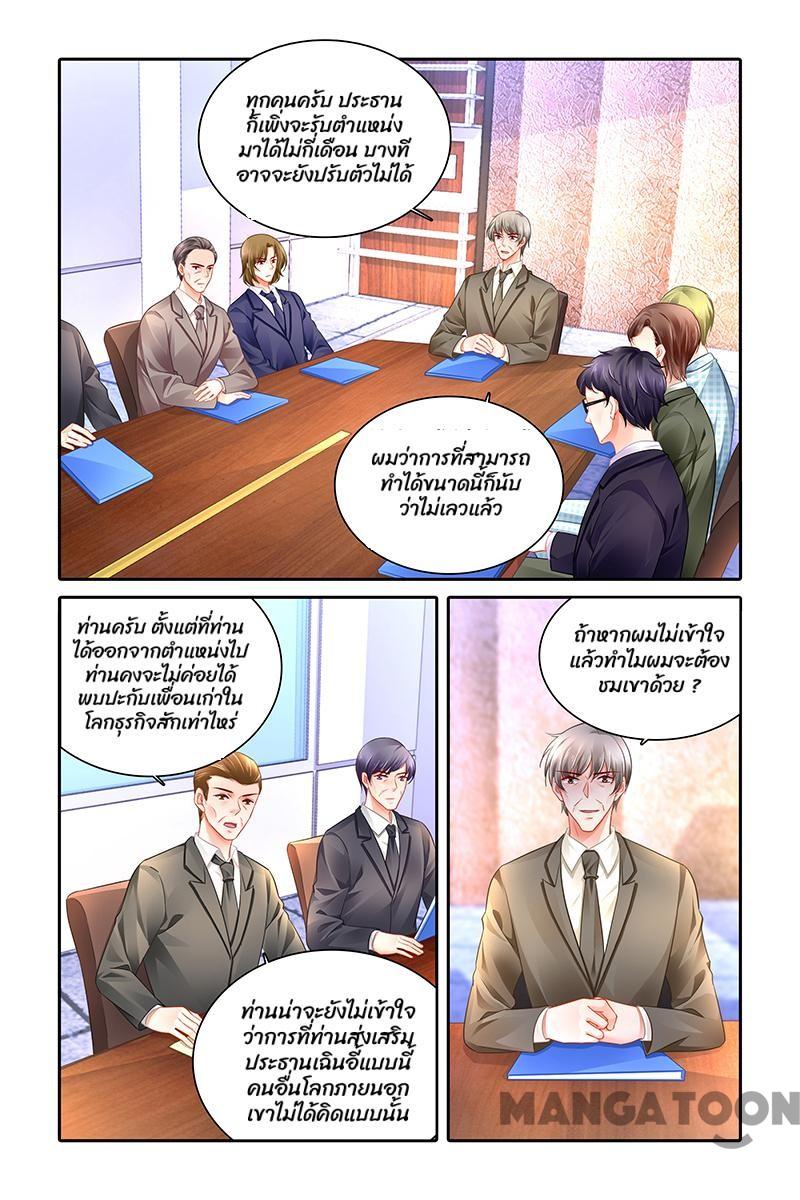 ทุกคนครับ ประธาน
ก็เพิ่งจะรับตำแหน่ง
มาได้ไม่กี่เดือน บางที
อาจจะยังปรับตัวไม่ได้
ผมว่าการที่สามารถ
ทำได้ขนาดนี้ก็นับ
ว่าไม่เลวแล้ว
ท่านครับ ตั้งแต่ที่ท่าน
ได้ออกจากตำแหน่งไป
ท่านคงจะไม่ค่อยได้
พบปะกับเพื่อนเก่าใน
โลกธุรกิจสักเท่าไหร่
ท่านน่าจะยังไม่เข้าใจ
ว่าการที่ท่านส่งเสริม
ประธานเฉินอี้แบบนี้
คนอื่นโลกภายนอก
เขาไม่ได้คิดแบบนั้น
ถ้าหากผมไม่เข้าใจ
แล้วทำไมผมจะต้อง
ชมเขาด้วย ?
MANGATOON